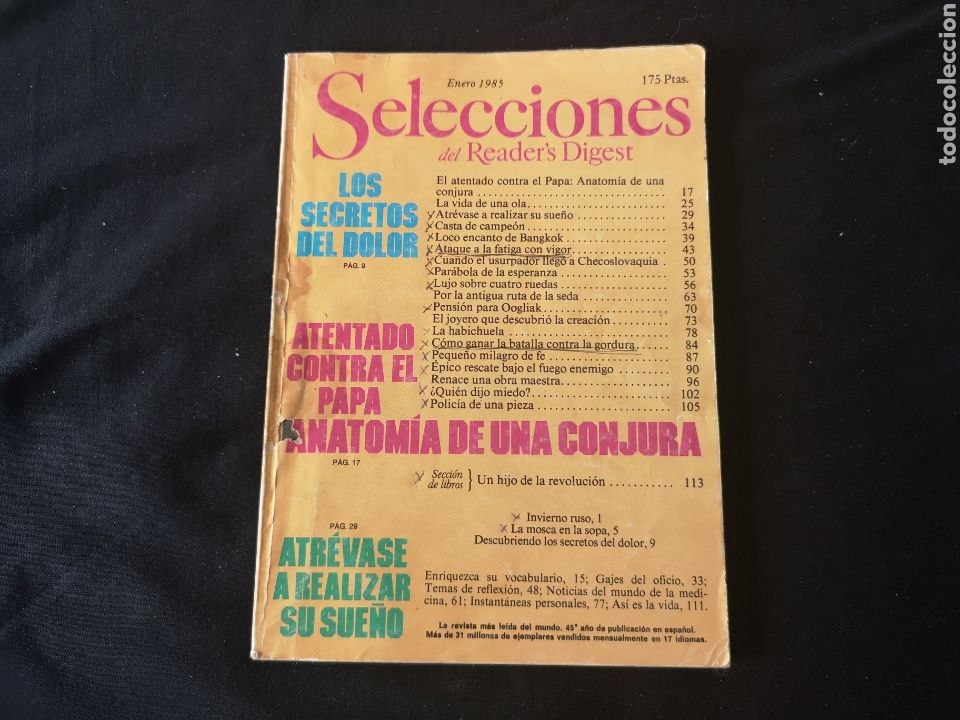 Enero 1985
175 Ptas.
Selecciones
del Reader's Digest
LOS
SECRETOS
DEL DOLOR
PÁG. 9
El atentado contra el Papa: Anatomía de una
conjura ........................ 17
La vida de una ola ........................ 25
Atrévase a realizar su sueño ............... 29
Casta de campeón ........................ 34
Loco encanto de Bangkok .................. 39
Ataque a la fatiga con vigor ............... 43
Cuando el usurpador llegó a Checoslovaquia . 50
Parábola de la esperanza .................. 53
Lujo sobre cuatro ruedas .................. 56
Por la antigua ruta de la seda ............. 63
Pensión para Oogliak ..................... 70
El joyero que descubrió la creación ......... 73
La habichuela ........................... 78
Cómo ganar la batalla contra la gordura ..... 84
Pequeño milagro de fe .................... 87
Épico rescate bajo el fuego enemigo ........ 90
Renace una obra maestra .................. 96
¿Quién dijo miedo? ....................... 102
Policía de una pieza ...................... 105
ATENTADO
CONTRA EL
PAPA
ANATOMÍA DE UNA CONJURA
PÁG. 17
Sección
de libros } Un hijo de la revolución ........... 113
Invierno ruso, 1
La mosca en la sopa, 5
Descubriendo los secretos del dolor, 9
PÁG. 29
ATRÉVASE
A REALIZAR
SU SUEÑO
Enriquezca su vocabulario, 15; Gajes del oficio, 33;
Temas de reflexión, 48; Noticias del mundo de la medi-
cina, 61; Instantáneas personales, 77; Así es la vida, 111.
La revista más leída del mundo. 45° año de publicación en español.
Más de 31 millones de ejemplares vendidos mensualmente en 17 idiomas.
todocoleccion